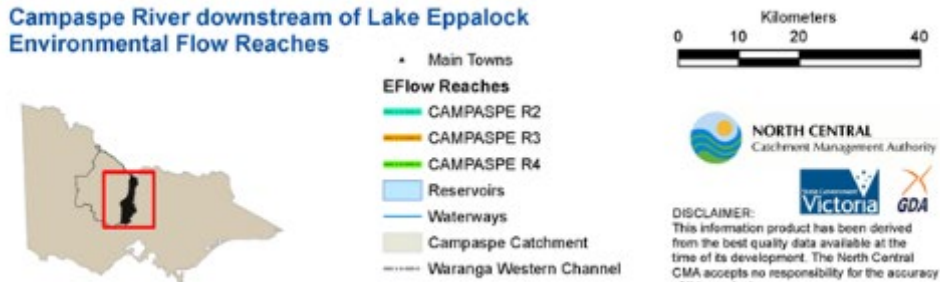 Campaspe River downstream of Lake Eppalock
Environmental Flow Reaches
Main Towns
EFlow Reaches
CAMPASPE R2
CAMPASPE R3
CAMPASPE R4
Reservoirs
Waterways
Campaspe Catchment
Waranga Western Channel
Kilometers
0 10 20 40
NORTH CENTRAL
Catchment Management Authority
State Government
Victoria
GDA
DISCLAIMER:
This information product has been derived
from the best quality data available at the
time of its development. The North Central
CMA accepts no responsibility for the accuracy